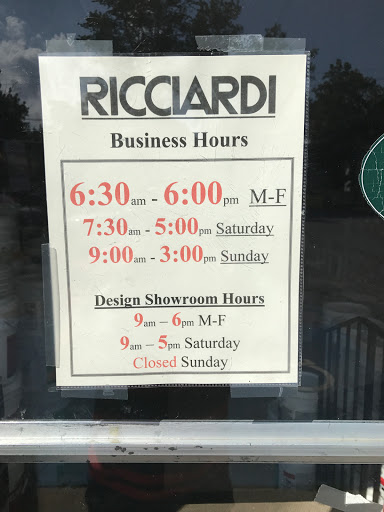 RICCIARDI
Business Hours
6:30am - 6:00pm M-F
7:30am - 5:00pm Saturday
9:00am - 3:00pm Sunday
Design Showroom Hours
9am – 6pm M-F
9am – 5pm Saturday
Closed Sunday